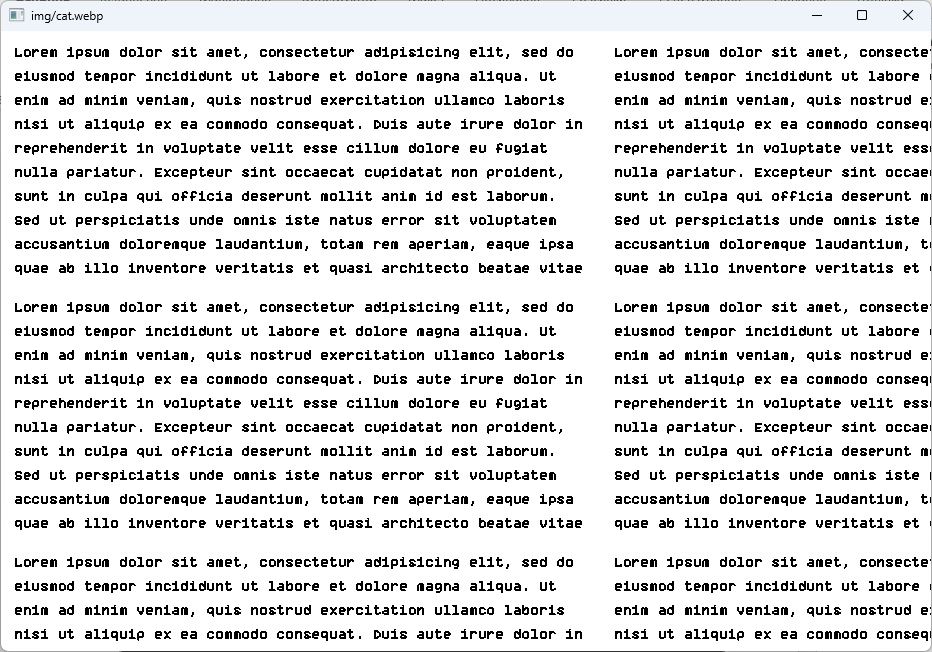 img/cat.webp
Lorem ipsum dolor sit amet, consectetur adipisicing elit, sed do
eiusmod tempor incididunt ut labore et dolore magna aliqua. Ut
enim ad minim veniam, quis nostrud exercitation ullamco laboris
nisi ut aliquip ex ea commodo consequat. Duis aute irure dolor in
reprehenderit in voluptate velit esse cillum dolore eu fugiat
nulla pariatur. Excepteur sint occaecat cupidatat non proident,
sunt in culpa qui officia deserunt mollit anim id est laborum.
Sed ut perspiciatis unde omnis iste natus error sit voluptatem
accusantium doloremque laudantium, totam rem aperiam, eaque ipsa
quae ab illo inventore veritatis et quasi architecto beatae vitae
Lorem ipsum dolor sit amet, consectetur adipisicing elit, sed do
eiusmod tempor incididunt ut labore et dolore magna aliqua. Ut
enim ad minim veniam, quis nostrud exercitation ullamco laboris
nisi ut aliquip ex ea commodo consequat. Duis aute irure dolor in
reprehenderit in voluptate velit esse cillum dolore eu fugiat
nulla pariatur. Excepteur sint occaecat cupidatat non proident,
sunt in culpa qui officia deserunt mollit anim id est laborum.
Sed ut perspiciatis unde omnis iste natus error sit voluptatem
accusantium doloremque laudantium, totam rem aperiam, eaque ipsa
quae ab illo inventore veritatis et quasi architecto beatae vitae
Lorem ipsum dolor sit amet, consectetur adipisicing elit, sed do
eiusmod tempor incididunt ut labore et dolore magna aliqua. Ut
enim ad minim veniam, quis nostrud exercitation ullamco laboris
nisi ut aliquip ex ea commodo consequat. Duis aute irure dolor in
Lorem ipsum dolor sit amet, consecte
eiusmod tempor incididunt ut labore
enim ad minim veniam, quis nostrud e
nisi ut aliquip ex ea commodo conseq
reprehenderit in voluptate velit ess
nulla pariatur. Excepteur sint occae
sunt in culpa qui officia deserunt m
Sed ut perspiciatis unde omnis iste
accusantium doloremque laudantium, t
quae ab illo inventore veritatis et
Lorem ipsum dolor sit amet, consecte
eiusmod tempor incididunt ut labore
enim ad minim veniam, quis nostrud e
nisi ut aliquip ex ea commodo conseq
reprehenderit in voluptate velit ess
nulla pariatur. Excepteur sint occae
sunt in culpa qui officia deserunt m
Sed ut perspiciatis unde omnis iste
accusantium doloremque laudantium, t
quae ab illo inventore veritatis et
Lorem ipsum dolor sit amet, consecte
eiusmod tempor incididunt ut labore
enim ad minim veniam, quis nostrud e
nisi ut aliquip ex ea commodo conseq